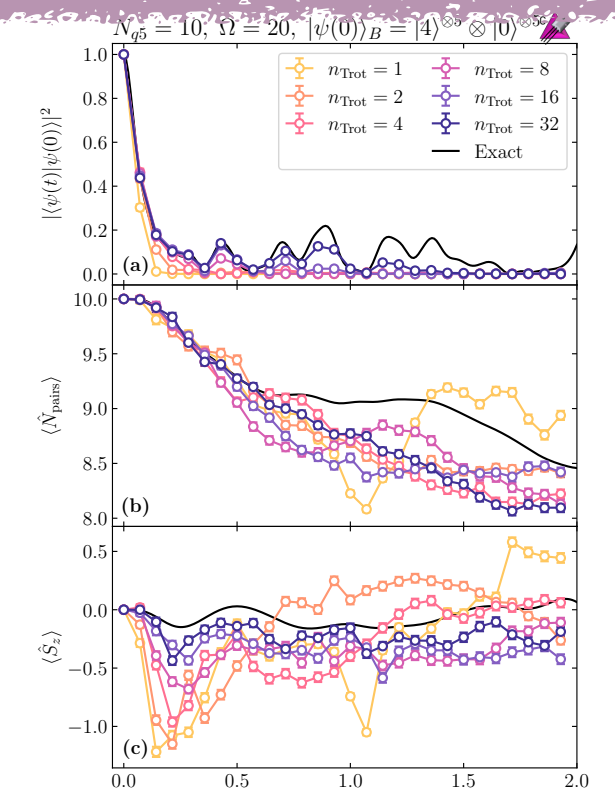 N_{q5} = 10, Ω = 20, |ψ(0)⟩_B = |4⟩^{⊗5} ⊗ |0⟩^{⊗5}
n_Trot = 1
n_Trot = 2
n_Trot = 4
n_Trot = 8
n_Trot = 16
n_Trot = 32
Exact
|⟨ψ(t)|ψ(0)⟩|²
1.0
0.8
0.6
0.4
0.2
0.0
(a)
⟨N̂_pairs⟩
10.0
9.5
9.0
8.5
8.0
(b)
⟨Ŝ_z⟩
0.5
0.0
−0.5
−1.0
(c)
0.0 0.5 1.0 1.5 2.0